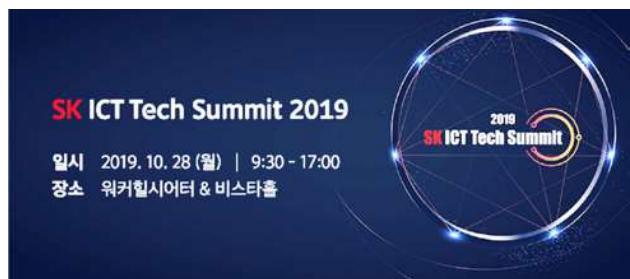 SK ICT Tech Summit 2019
일시 2019. 10. 28 (월) | 9:30 - 17:00
장소 워커힐시어터 & 비스타홀
2019
SK ICT Tech Summit